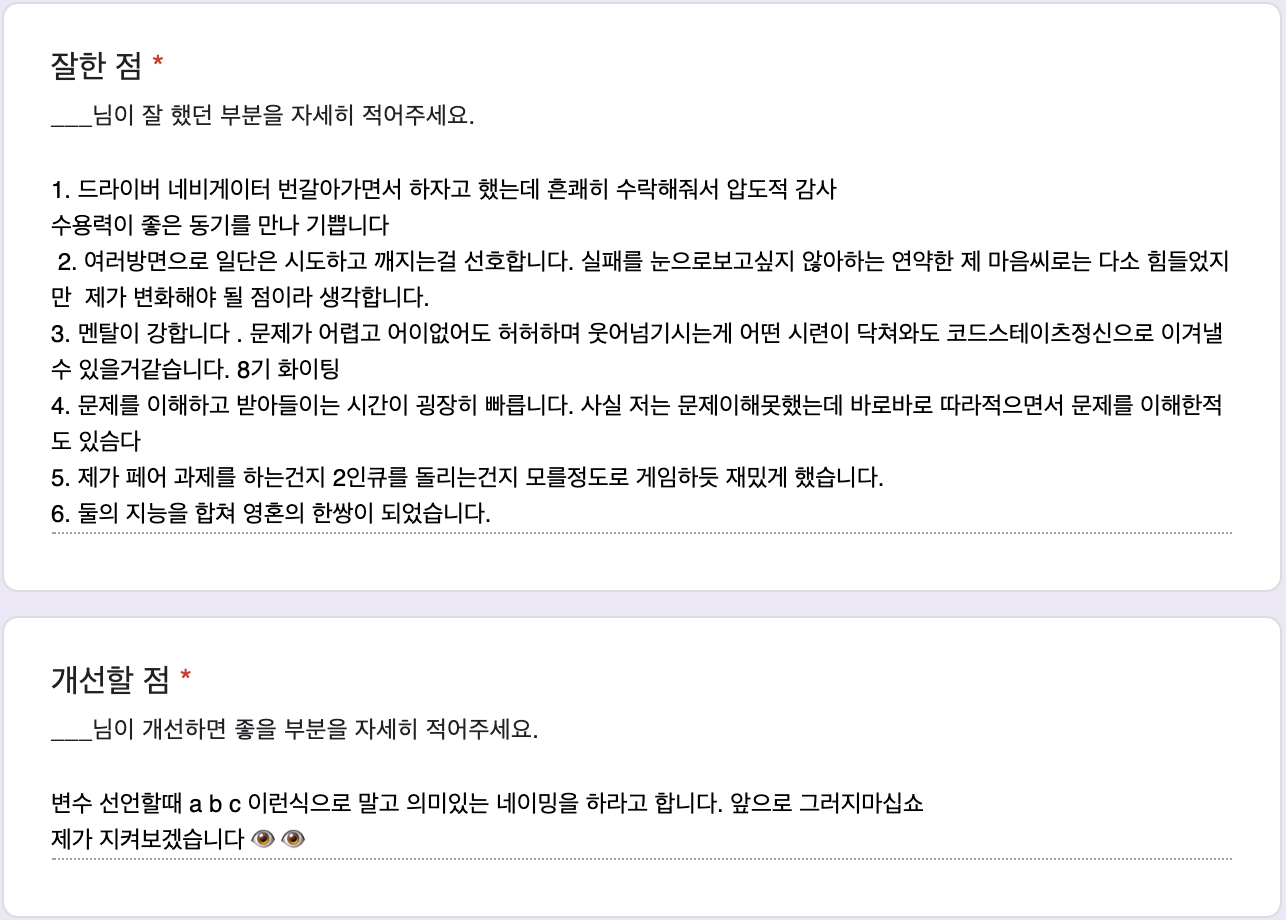 잘한 점 *
___님이 잘 했던 부분을 자세히 적어주세요.
1. 드라이버 네비게이터 번갈아가면서 하자고 했는데 흔쾌히 수락해줘서 압도적 감사
수용력이 좋은 동기를 만나 기쁩니다
2. 여러방면으로 일단은 시도하고 깨지는걸 선호합니다. 실패를 눈으로보고싶지 않아하는 연약한 제 마음씨로는 다소 힘들었지
만  제가 변화해야 될 점이라 생각합니다.
3. 멘탈이 강합니다 . 문제가 어렵고 어이없어도 허허하며 웃어넘기시는게 어떤 시련이 닥쳐와도 코드스테이츠정신으로 이겨낼
수 있을거같습니다. 8기 화이팅
4. 문제를 이해하고 받아들이는 시간이 굉장히 빠릅니다. 사실 저는 문제이해못했는데 바로바로 따라적으면서 문제를 이해한적
도 있슴다
5. 제가 페어 과제를 하는건지 2인큐를 돌리는건지 모를정도로 게임하듯 재밌게 했습니다.
6. 둘의 지능을 합쳐 영혼의 한쌍이 되었습니다.
개선할 점 *
___님이 개선하면 좋을 부분을 자세히 적어주세요.
변수 선언할때 a b c 이런식으로 말고 의미있는 네이밍을 하라고 합니다. 앞으로 그러지마십쇼
제가 지켜보겠습니다 👁️ 👁️